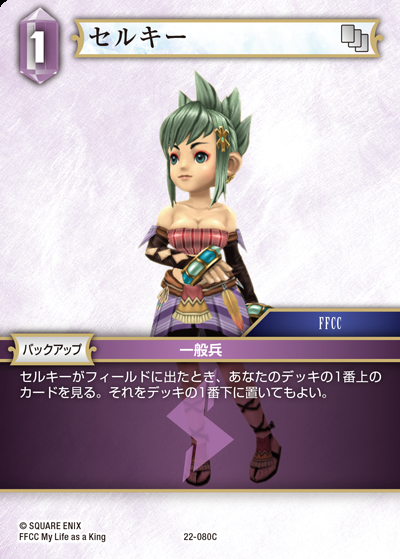 1
セルキー
FFCC
バックアップ
一般兵
セルキーがフィールドに出たとき、あなたのデッキの1番上の
カードを見る。それをデッキの1番下に置いてもよい。
© SQUARE ENIX
FFCC My Life as a King
22-080C